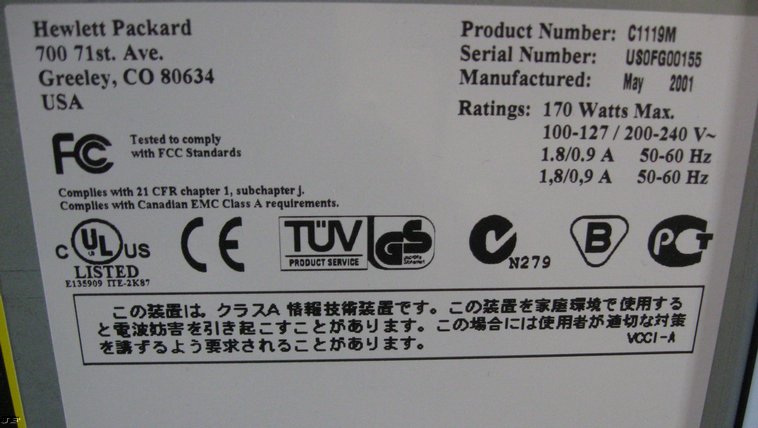 Hewlett Packard
700 71st. Ave.
Greeley, CO 80634
USA
Product Number: C1119M
Serial Number: US0FG00155
Manufactured: May 2001
Ratings: 170 Watts Max.
100-127 / 200-240 V~
1.8/0.9 A 50-60 Hz
1,8/0,9 A 50-60 Hz
FC
Tested to comply
with FCC Standards
Complies with 21 CFR chapter 1, subchapter j.
Complies with Canadian EMC Class A requirements.
C UL US
LISTED
E135909 ITE-2K87
CE
TÜV
PRODUCT SERVICE
GS
N279
B
PCT
この装置は、クラスA 情報技術装置です。この装置を家庭環境で使用する
と電波妨害を引き起こすことがあります。この場合には使用者が適切な対策
を講ずるよう要求されることがあります。
VCCI-A